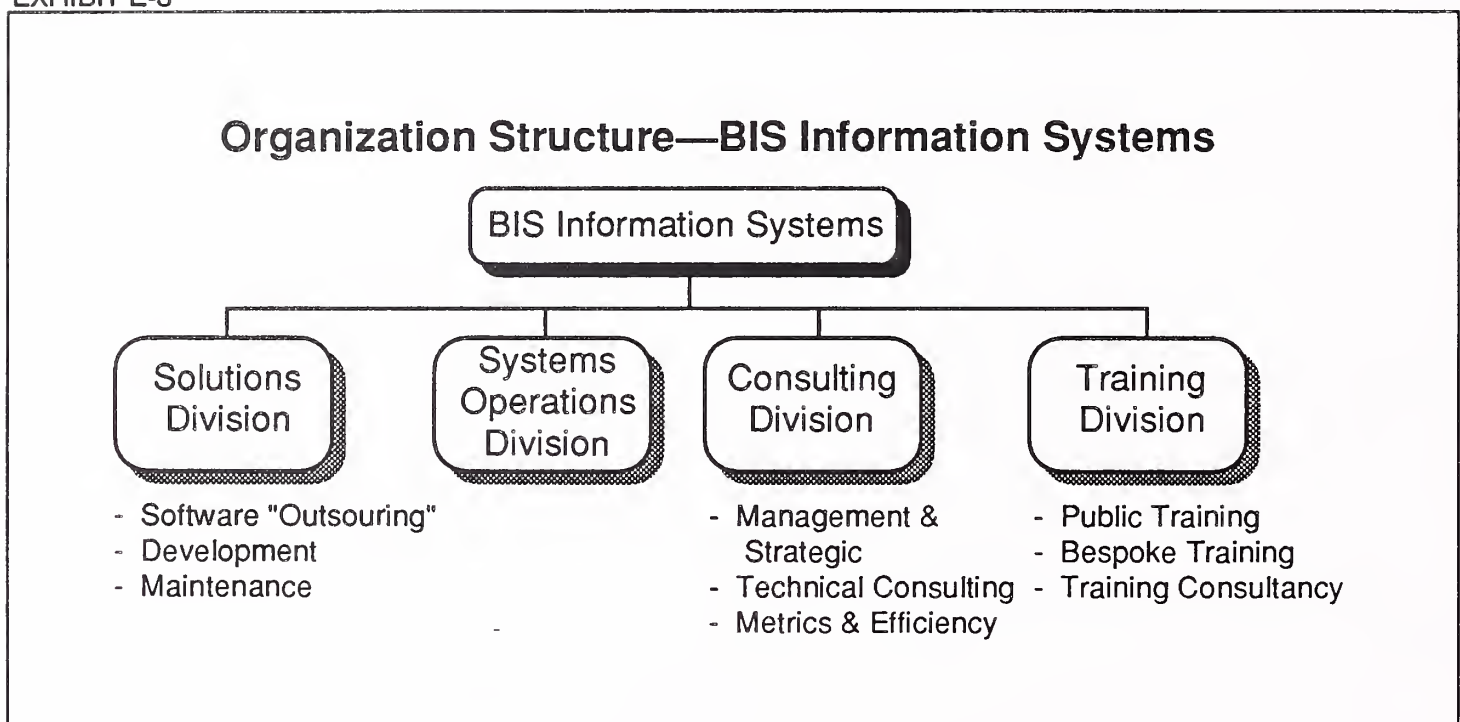 Organization Structure—BIS Information Systems
BIS Information Systems
Solutions
Division
Systems
Operations
Division
Consulting
Division
Training
Division
- Software "Outsouring"
- Development
- Maintenance
- Management &
Strategic
- Technical Consulting
- Metrics & Efficiency
- Public Training
- Bespoke Training
- Training Consultancy